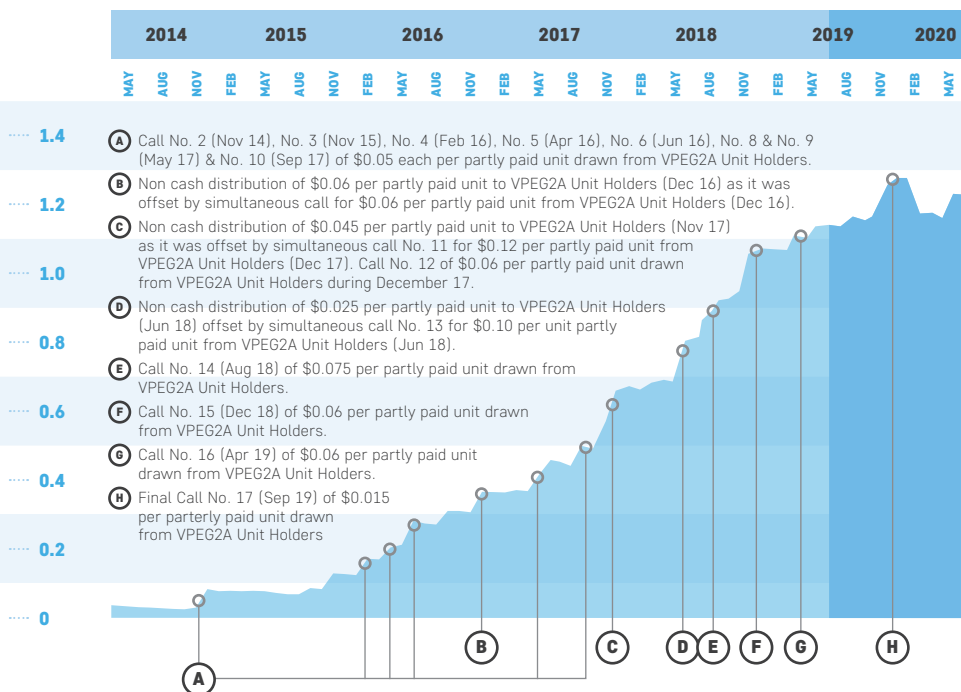 2014 2015 2016 2017 2018 2019 2020
MAY AUG NOV FEB MAY AUG NOV FEB MAY AUG NOV FEB MAY AUG NOV FEB MAY AUG NOV FEB MAY AUG NOV FEB MAY
1.4
1.2
1.0
0.8
0.6
0.4
0.2
0
A Call No. 2 (Nov 14), No. 3 (Nov 15), No. 4 (Feb 16), No. 5 (Apr 16), No. 6 (Jun 16), No. 8 & No. 9
(May 17) & No. 10 (Sep 17) of $0.05 each per partly paid unit drawn from VPEG2A Unit Holders.
B Non cash distribution of $0.06 per partly paid unit to VPEG2A Unit Holders (Dec 16) as it was
offset by simultaneous call for $0.06 per partly paid unit from VPEG2A Unit Holders (Dec 16).
C Non cash distribution of $0.045 per partly paid unit to VPEG2A Unit Holders (Nov 17)
as it was offset by simultaneous call No. 11 for $0.12 per partly paid unit from
VPEG2A Unit Holders (Dec 17). Call No. 12 of $0.06 per partly paid unit drawn
from VPEG2A Unit Holders during December 17.
D Non cash distribution of $0.025 per partly paid unit to VPEG2A Unit Holders
(Jun 18) offset by simultaneous call No. 13 for $0.10 per unit partly
paid unit from VPEG2A Unit Holders (Jun 18).
E Call No. 14 (Aug 18) of $0.075 per partly paid unit drawn from
VPEG2A Unit Holders.
F Call No. 15 (Dec 18) of $0.06 per partly paid unit drawn
from VPEG2A Unit Holders.
G Call No. 16 (Apr 19) of $0.06 per partly paid unit
drawn from VPEG2A Unit Holders.
H Final Call No. 17 (Sep 19) of $0.015
per parterly paid unit drawn
from VPEG2A Unit Holders
B C D E F G H
A